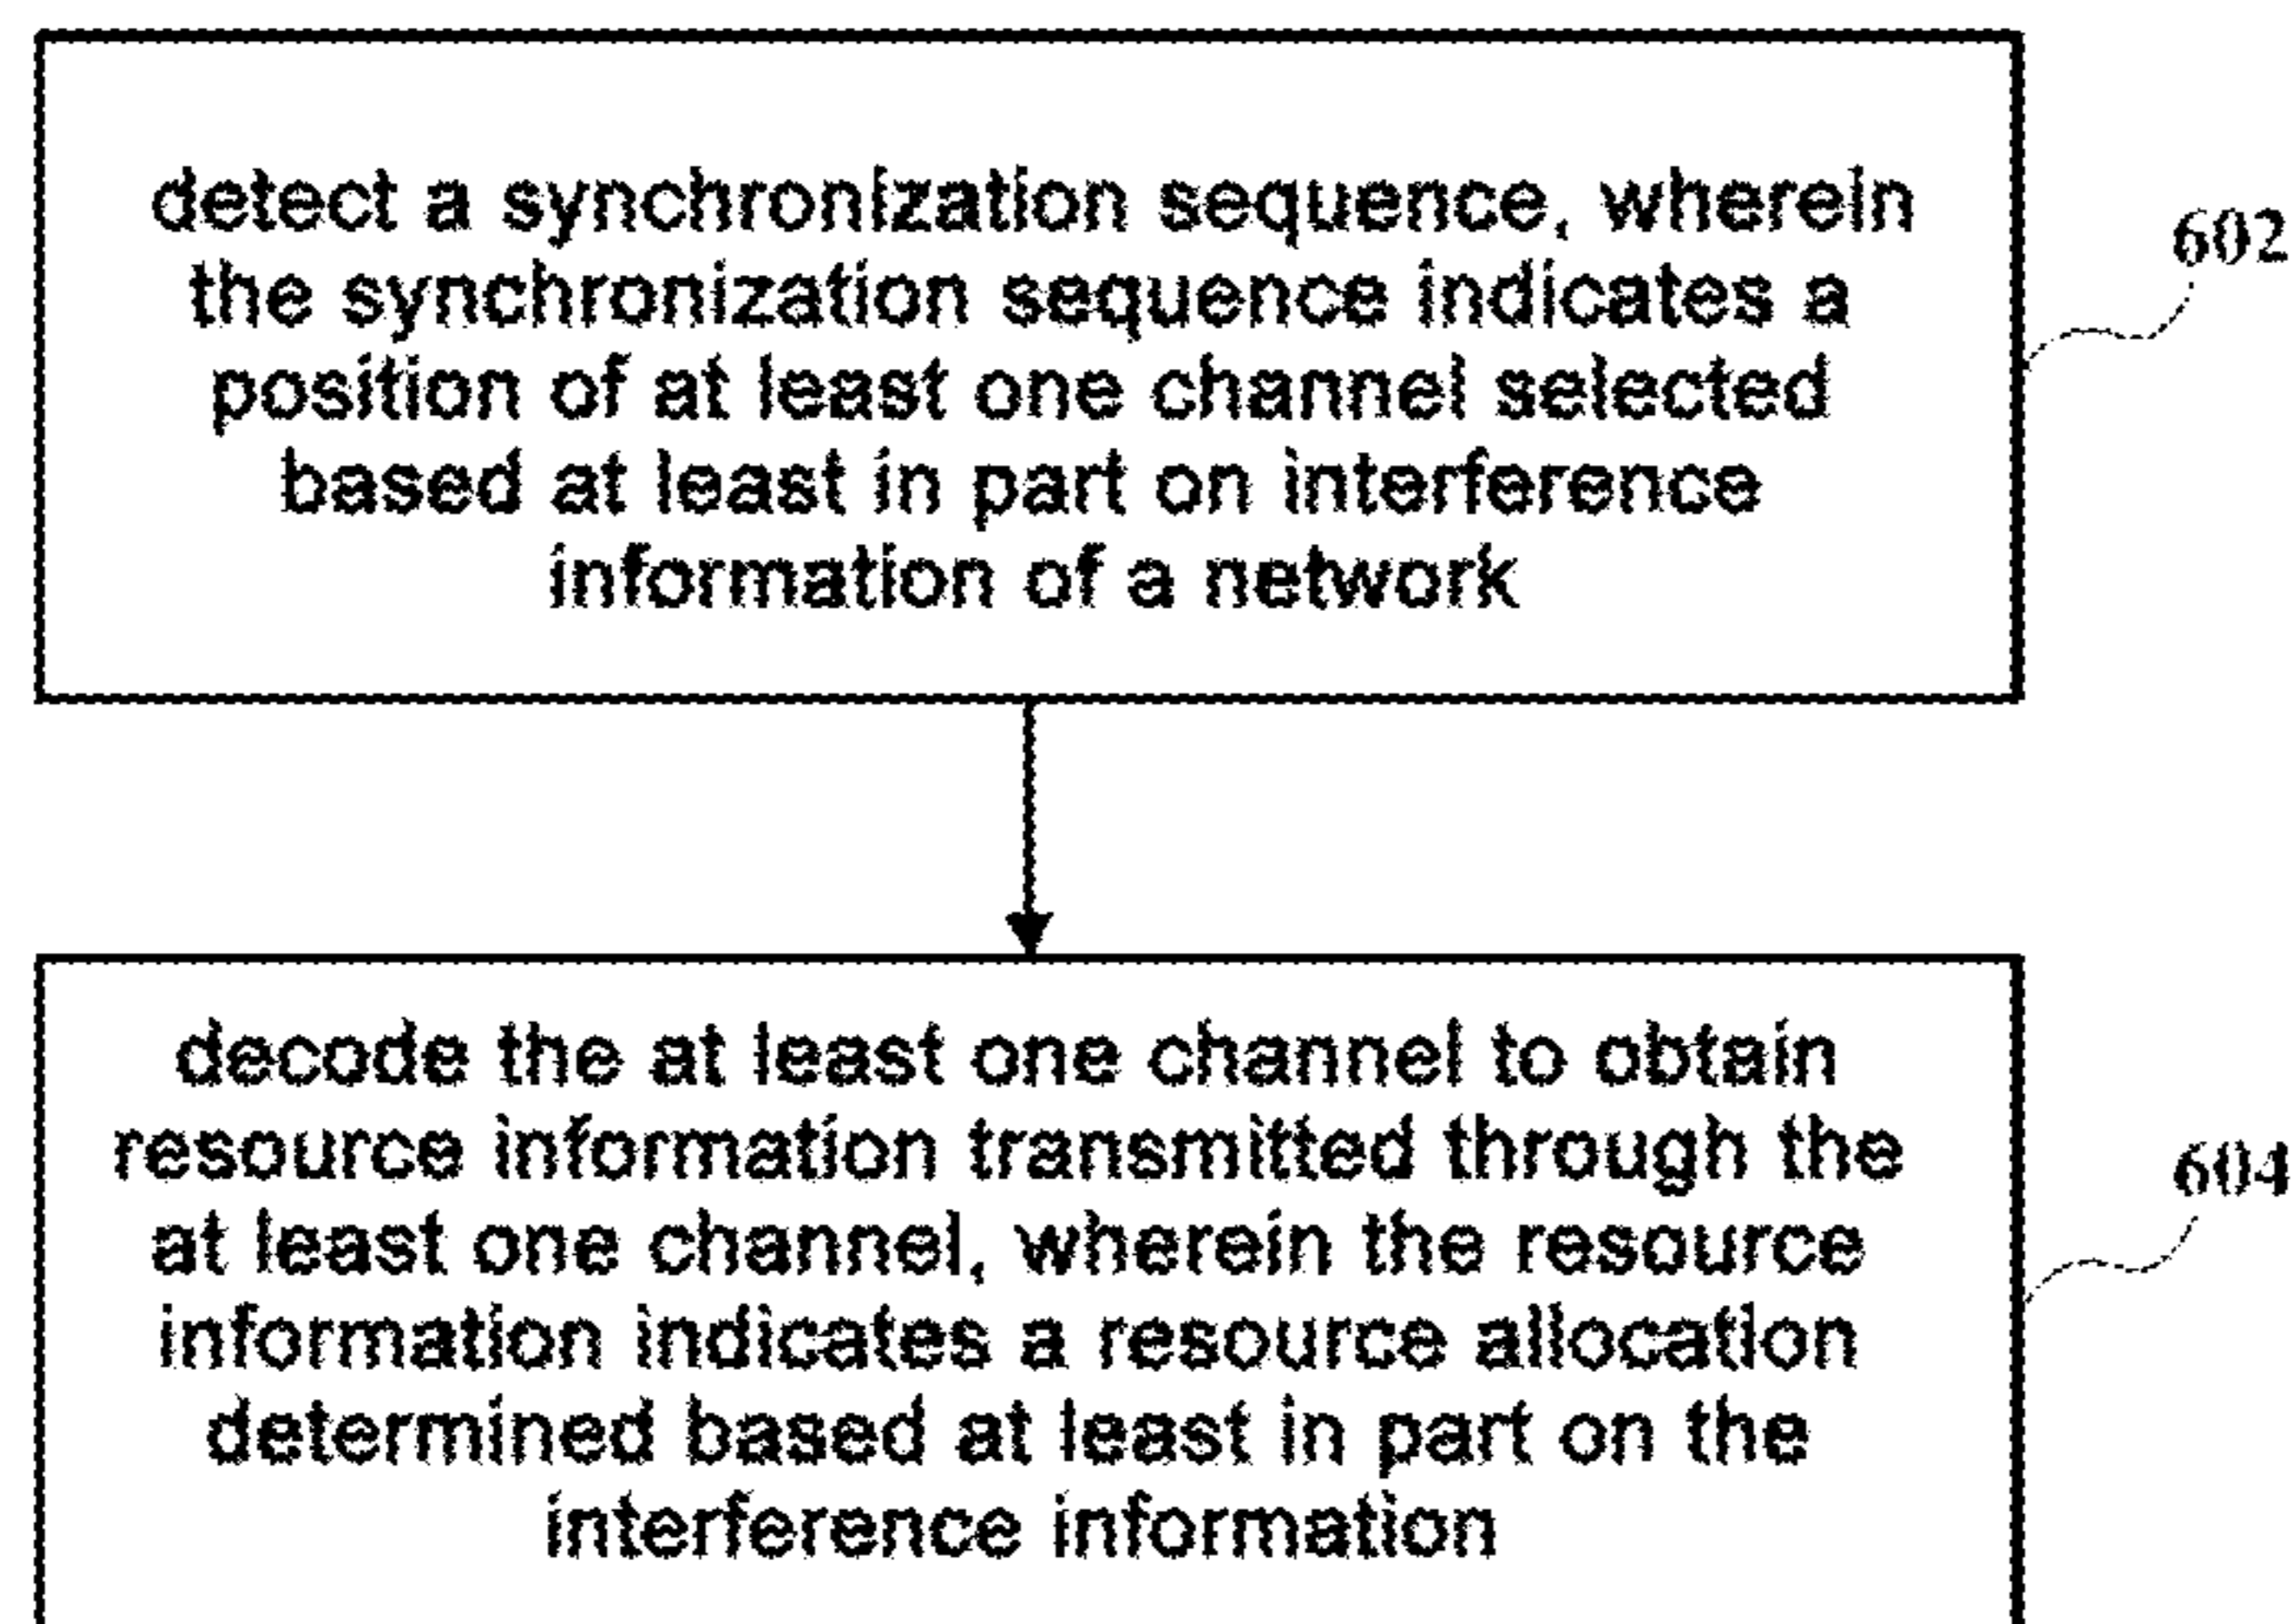 detect a synchronization sequence, wherein
the synchronization sequence indicates a
position of at least one channel selected
based at least in part on interference
information of a network
602
decode the at least one channel to obtain
resource information transmitted through the
at least one channel, wherein the resource
information indicates a resource allocation
determined based at least in part on the
interference information
604